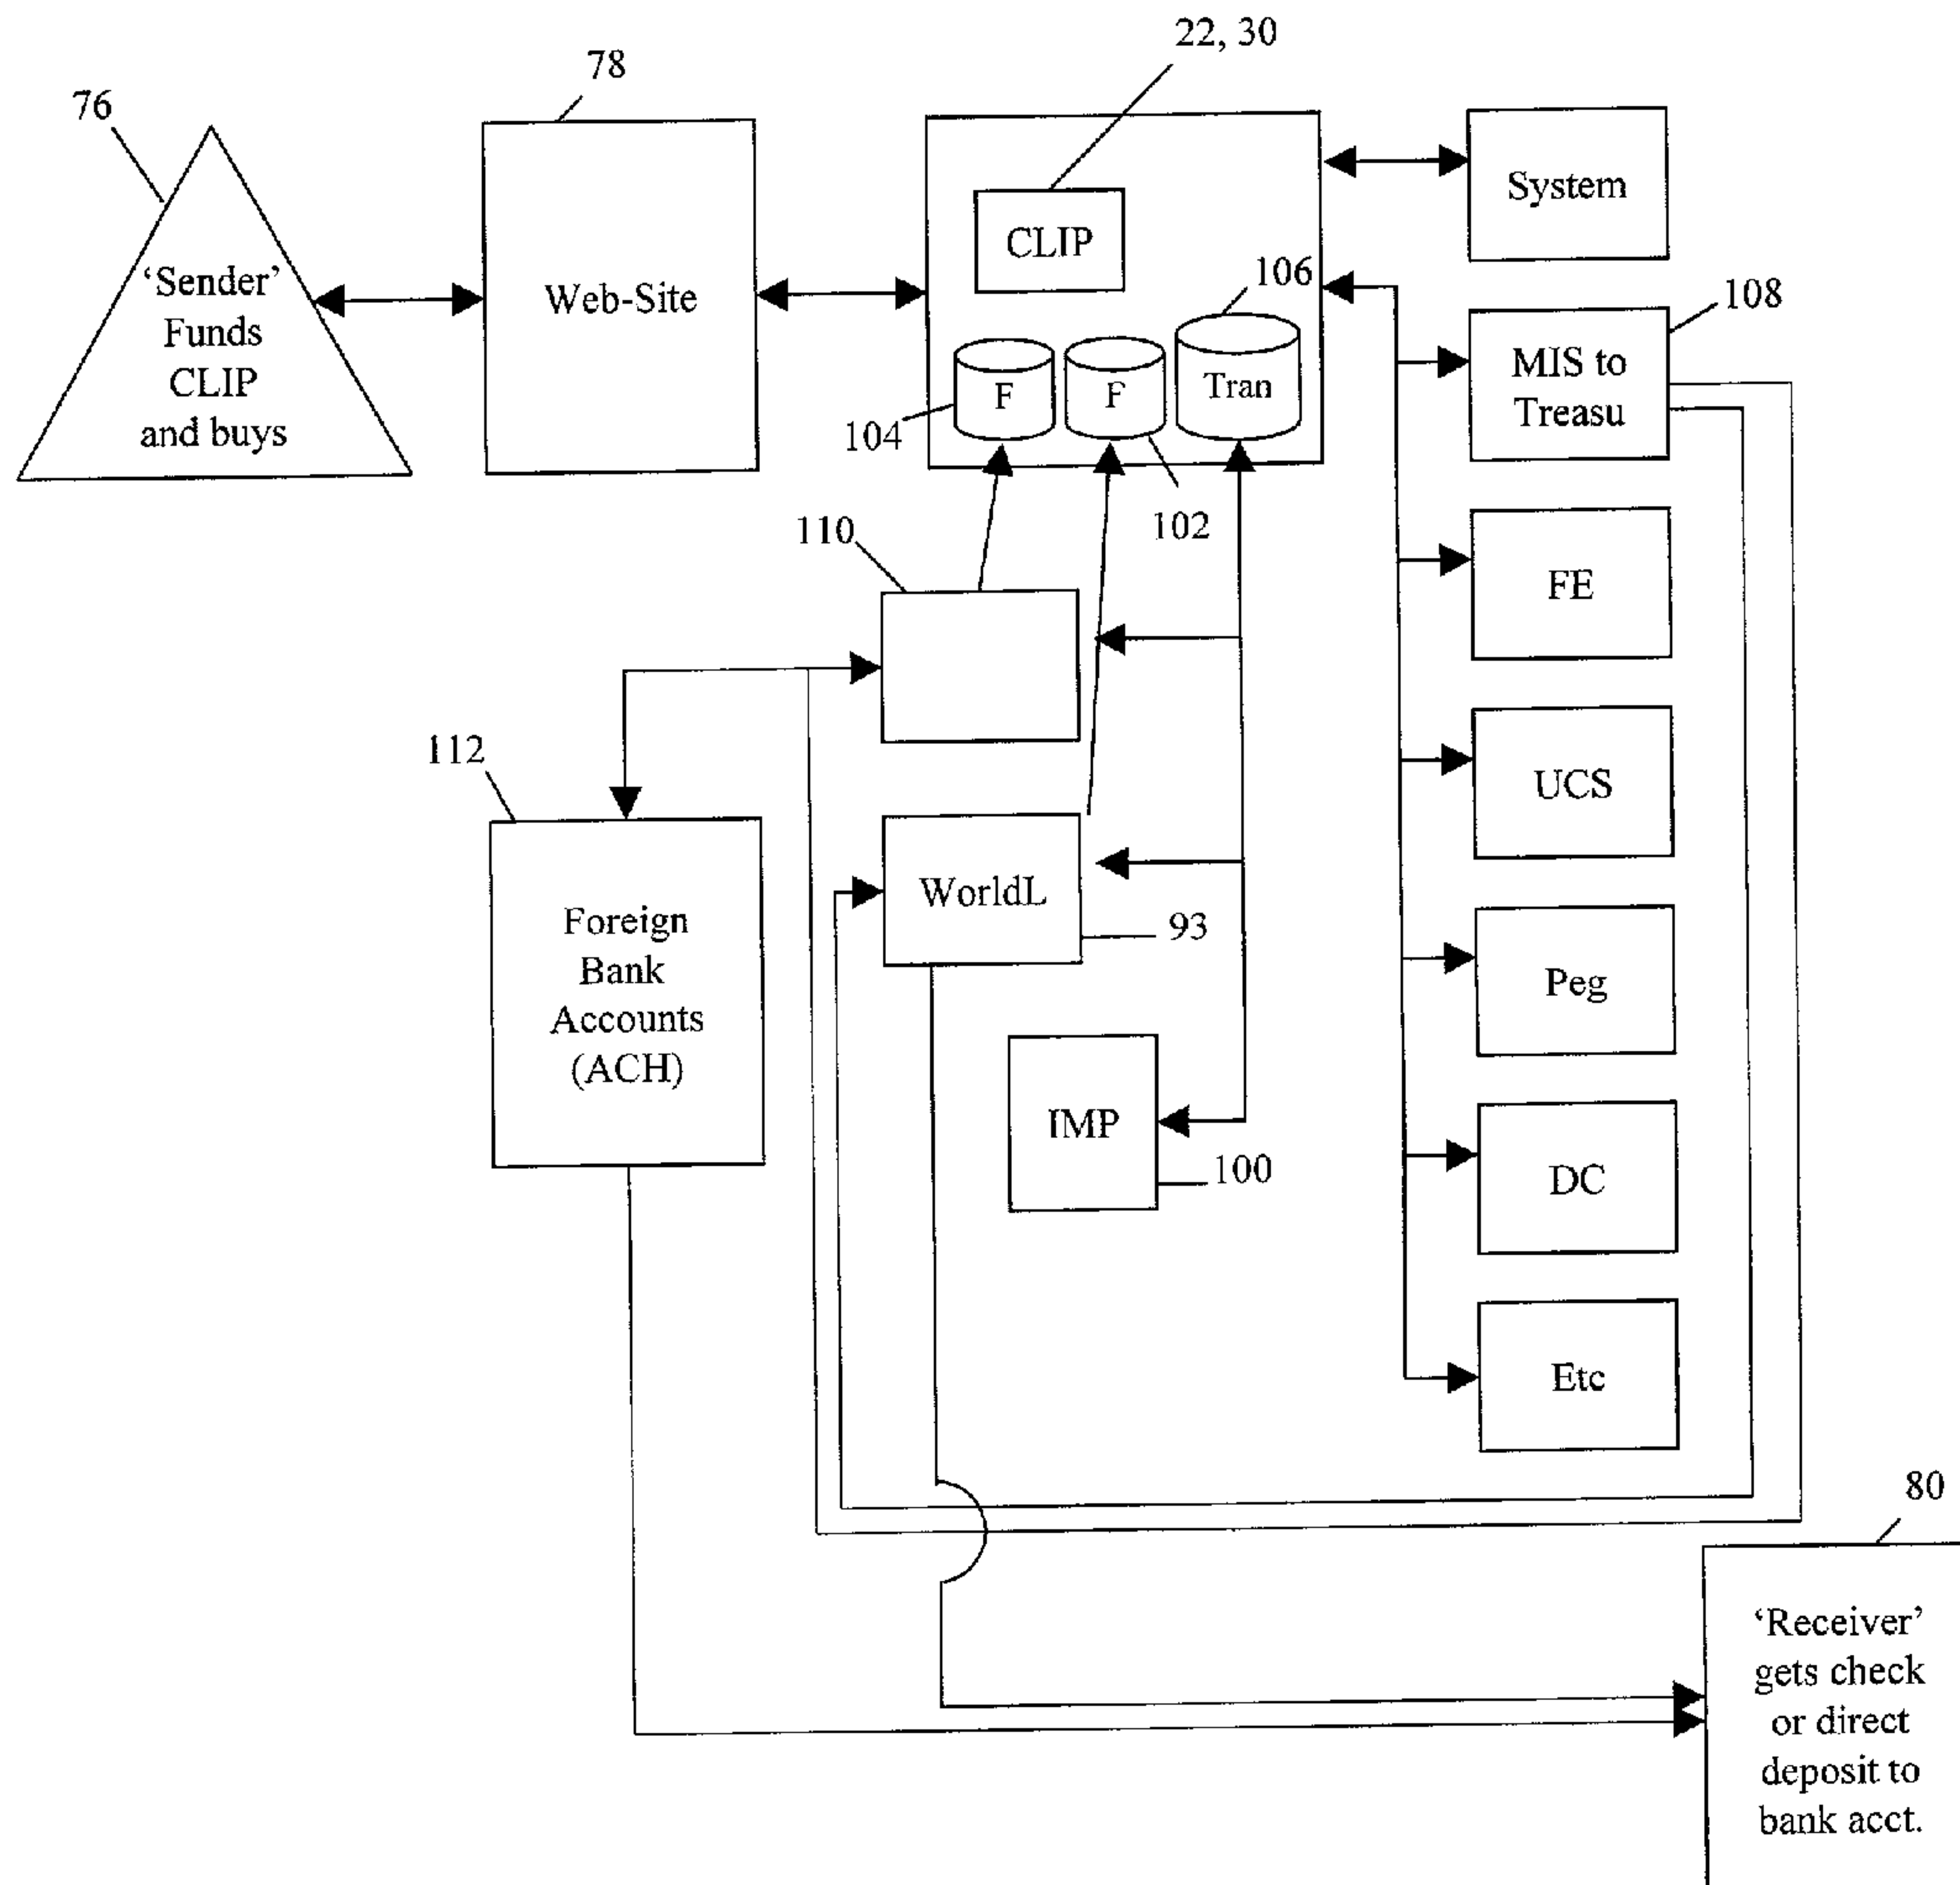 22, 30
78
76
System
CLIP
'Sender'
Funds
CLIP
and buys
Web-Site
106
108
MIS to
Treasu
F
F
Tran
104
102
110
FE
112
UCS
WorldL
93
Foreign
Bank
Accounts
(ACH)
Peg
IMP
100
DC
Etc
80
'Receiver'
gets check
or direct
deposit to
bank acct.